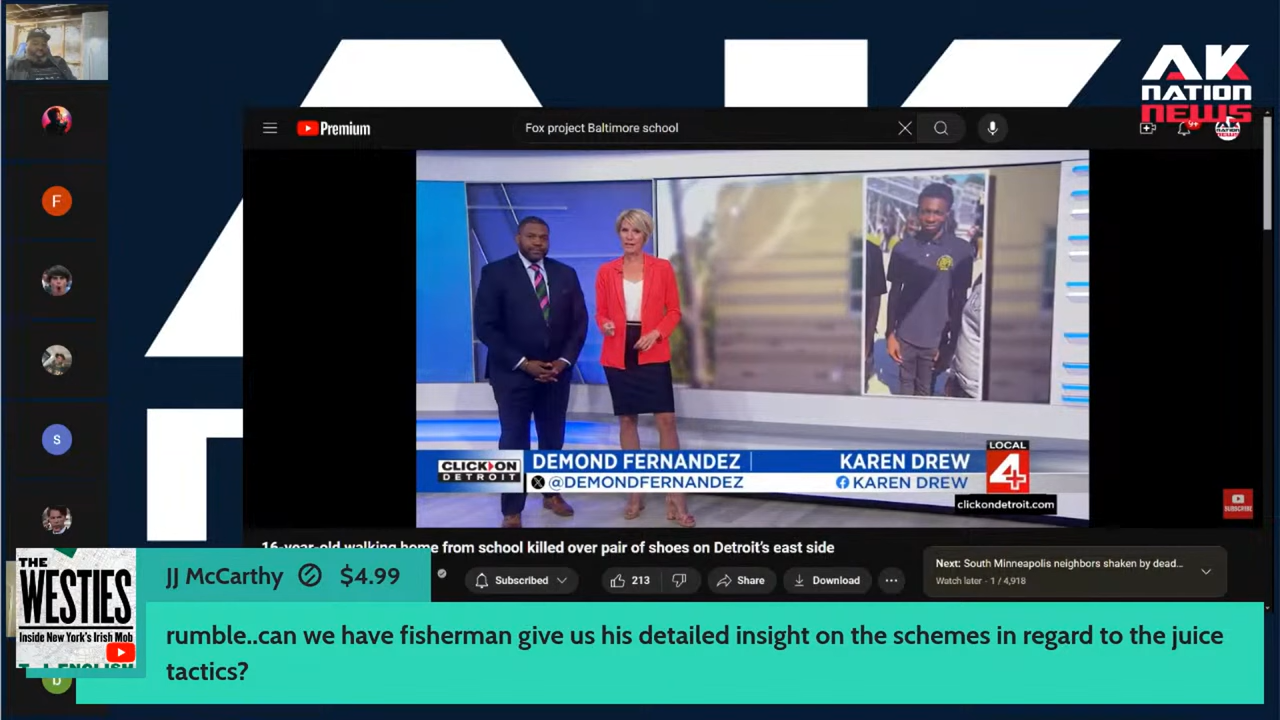 AK
NATION
NEWS
Premium
Fox project Baltimore school
9+
F
S
CLICK ON
DETROIT
DEMOND FERNANDEZ
@DEMONDFERNANDEZ
KAREN DREW
KAREN DREW
LOCAL
4
clickondetroit.com
SUBSCRIBE
16-year-old walking home from school killed over pair of shoes on Detroit's east side
Subscribed
213
Share
Download
Next: South Minneapolis neighbors shaken by dead...
Watch later · 1 / 4,918
THE
WESTIES
Inside New York's Irish Mob
T. J. ENGLISH
JJ McCarthy
$4.99
rumble..can we have fisherman give us his detailed insight on the schemes in regard to the juice
tactics?